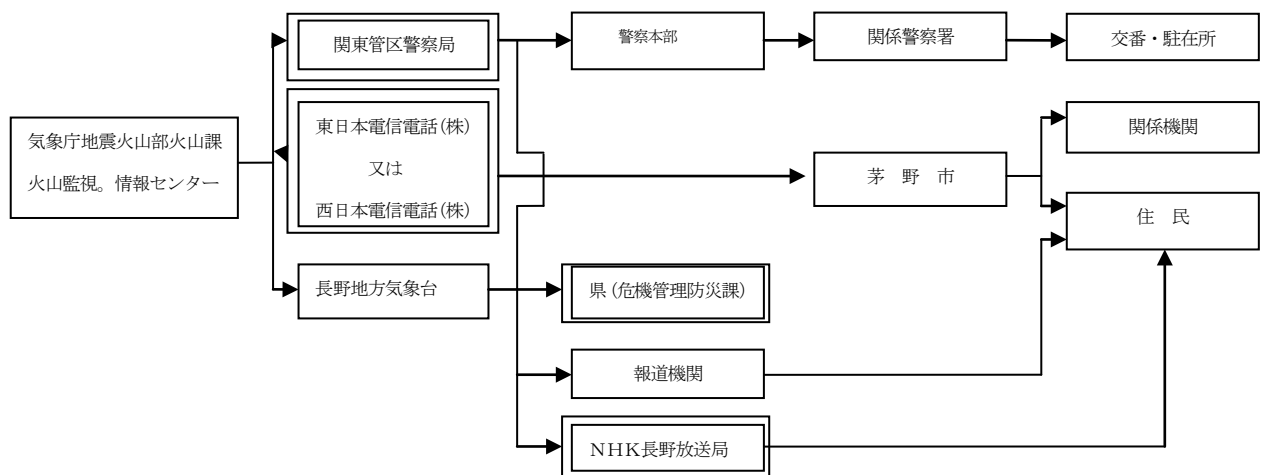 関東管区警察局
警察本部
関係警察署
交番・駐在所
気象庁地震火山部火山課
火山監視。情報センター
東日本電信電話(株)
又は
西日本電信電話(株)
茅　野　市
関係機関
住　民
長野地方気象台
県(危機管理防災課)
報道機関
ＮＨＫ長野放送局